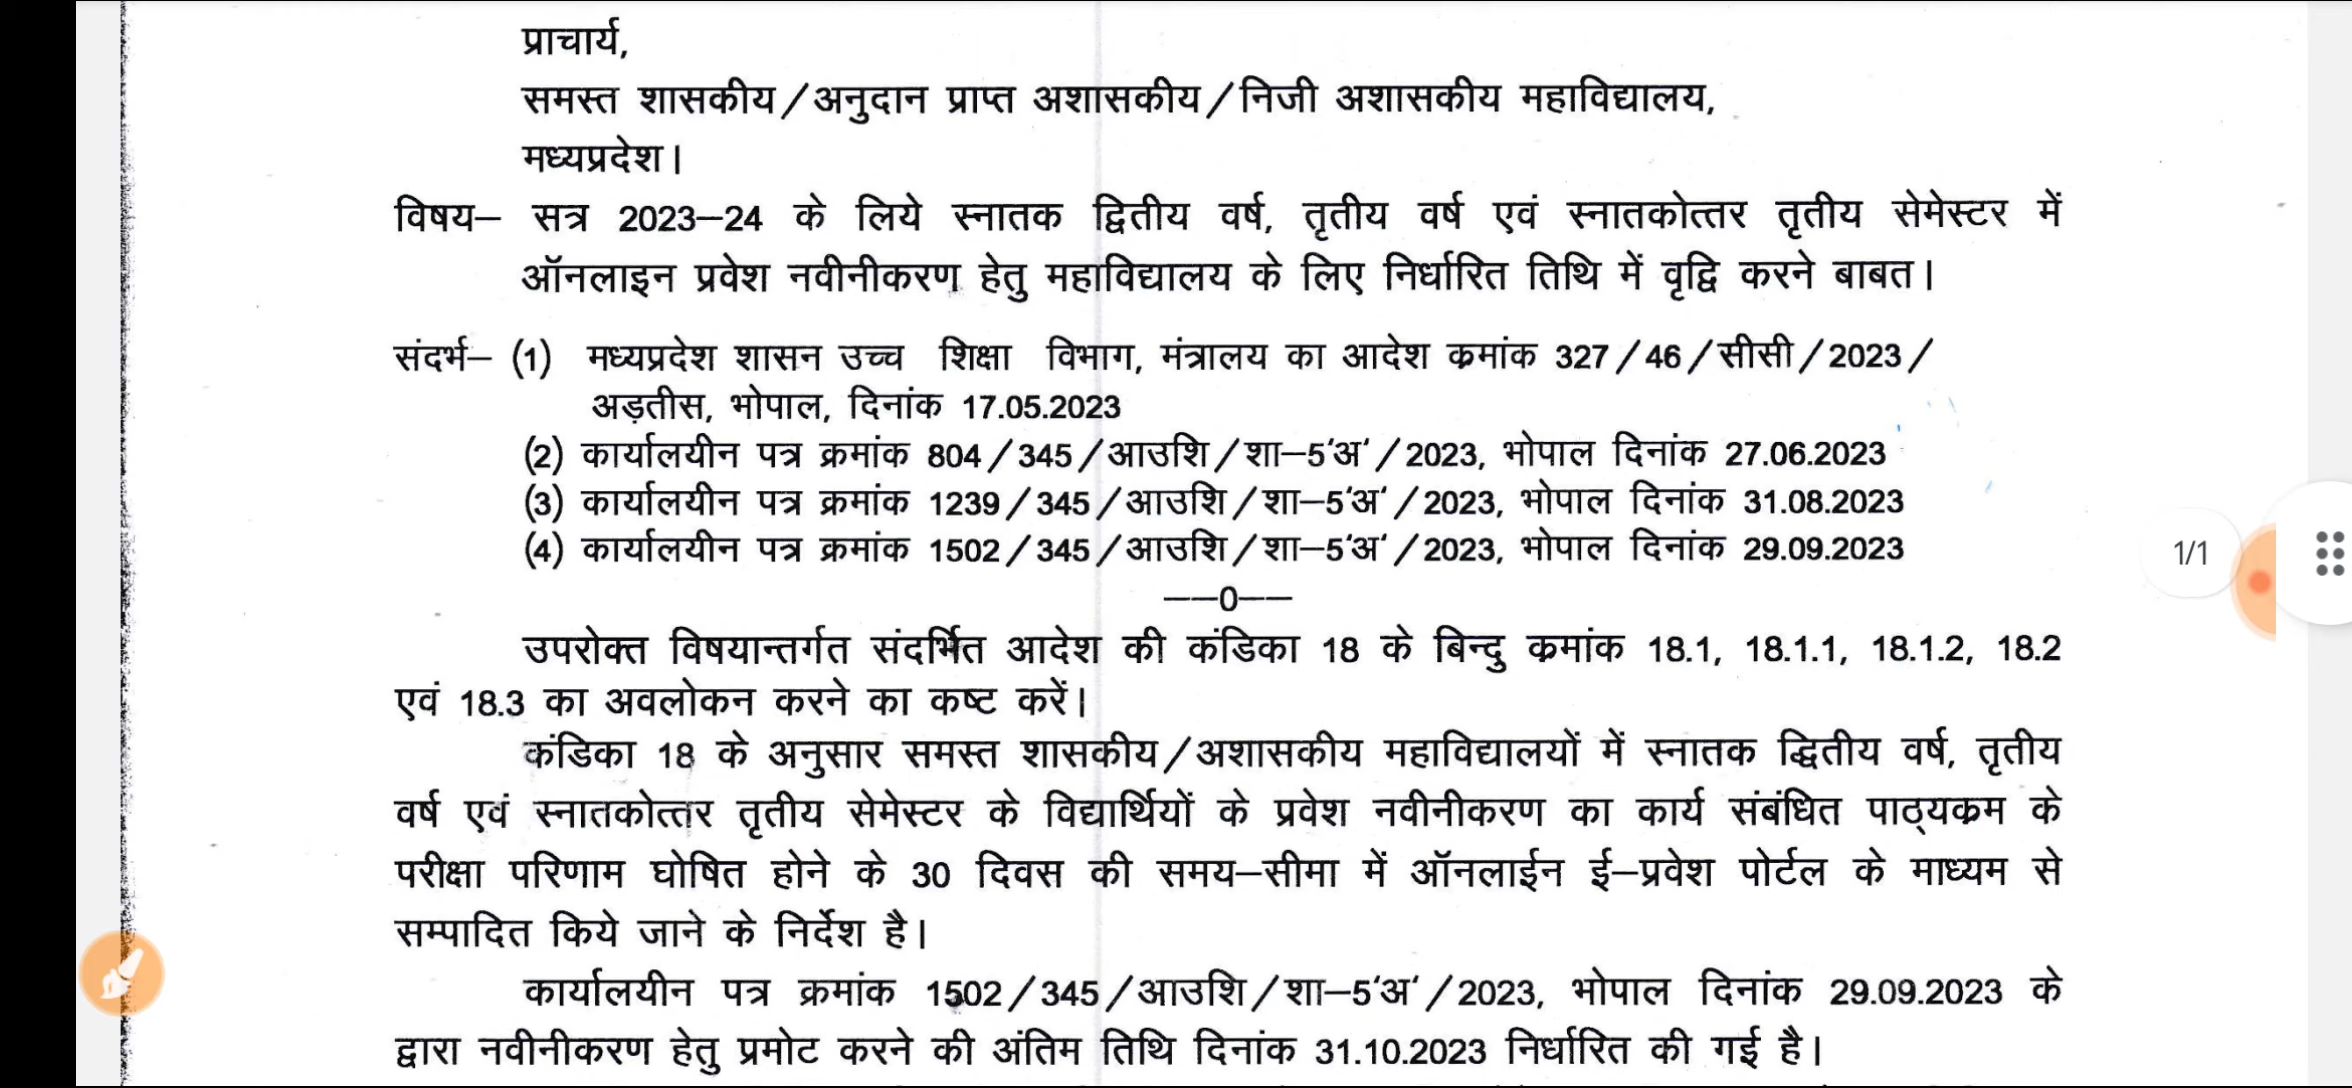 प्राचार्य,
समस्त शासकीय/अनुदान प्राप्त अशासकीय/निजी अशासकीय महाविद्यालय,
मध्यप्रदेश।
विषय– सत्र 2023–24 के लिये स्नातक द्वितीय वर्ष, तृतीय वर्ष एवं स्नातकोत्तर तृतीय सेमेस्टर में
ऑनलाइन प्रवेश नवीनीकरण हेतु महाविद्यालय के लिए निर्धारित तिथि में वृद्वि करने बाबत।
संदर्भ– (1) मध्यप्रदेश शासन उच्च शिक्षा विभाग, मंत्रालय का आदेश कमांक 327/46/सीसी/2023/
अड़तीस, भोपाल, दिनांक 17.05.2023
(2) कार्यालयीन पत्र क्रमांक 804/345/आउशि/शा–5'अ'/2023, भोपाल दिनांक 27.06.2023
(3) कार्यालयीन पत्र क्रमांक 1239/345/आउशि/शा–5'अ'/2023, भोपाल दिनांक 31.08.2023
(4) कार्यालयीन पत्र क्रमांक 1502/345/आउशि/शा–5'अ'/2023, भोपाल दिनांक 29.09.2023
1/1
——0——
उपरोक्त विषयान्तर्गत संदर्भित आदेश की कंडिका 18 के बिन्दु कमांक 18.1, 18.1.1, 18.1.2, 18.2
एवं 18.3 का अवलोकन करने का कष्ट करें।
कंडिका 18 के अनुसार समस्त शासकीय/अशासकीय महाविद्यालयों में स्नातक द्धितीय वर्ष, तृतीय
वर्ष एवं स्नातकोत्तर तृतीय सेमेस्टर के विद्यार्थियों के प्रवेश नवीनीकरण का कार्य संबंधित पाठ्यकम के
परीक्षा परिणाम घोषित होने के 30 दिवस की समय–सीमा में ऑनलाईन ई–प्रवेश पोर्टल के माध्यम से
सम्पादित किये जाने के निर्देश है।
कार्यालयीन पत्र क्रमांक 1502/345/आउशि/शा–5'अ'/2023, भोपाल दिनांक 29.09.2023 के
द्वारा नवीनीकरण हेतु प्रमोट करने की अंतिम तिथि दिनांक 31.10.2023 निर्धारित की गई है।